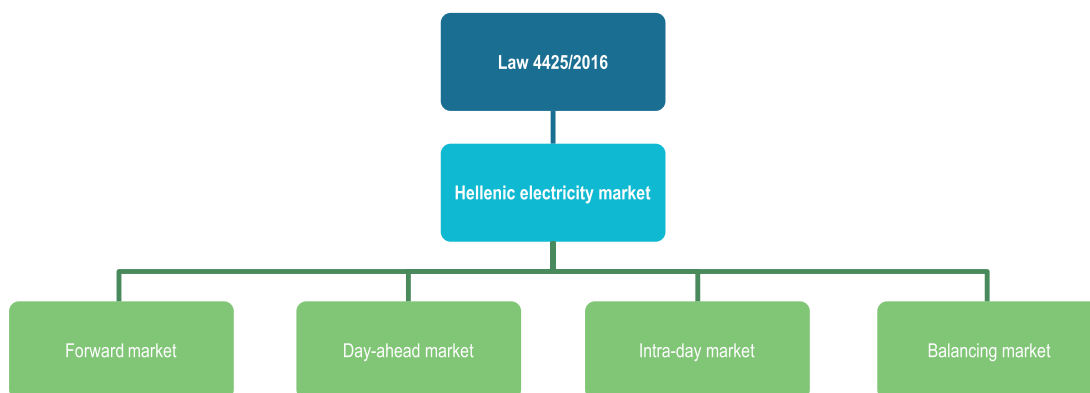 Law 4425/2016
Hellenic electricity market
Forward market
Day-ahead market
Intra-day market
Balancing market